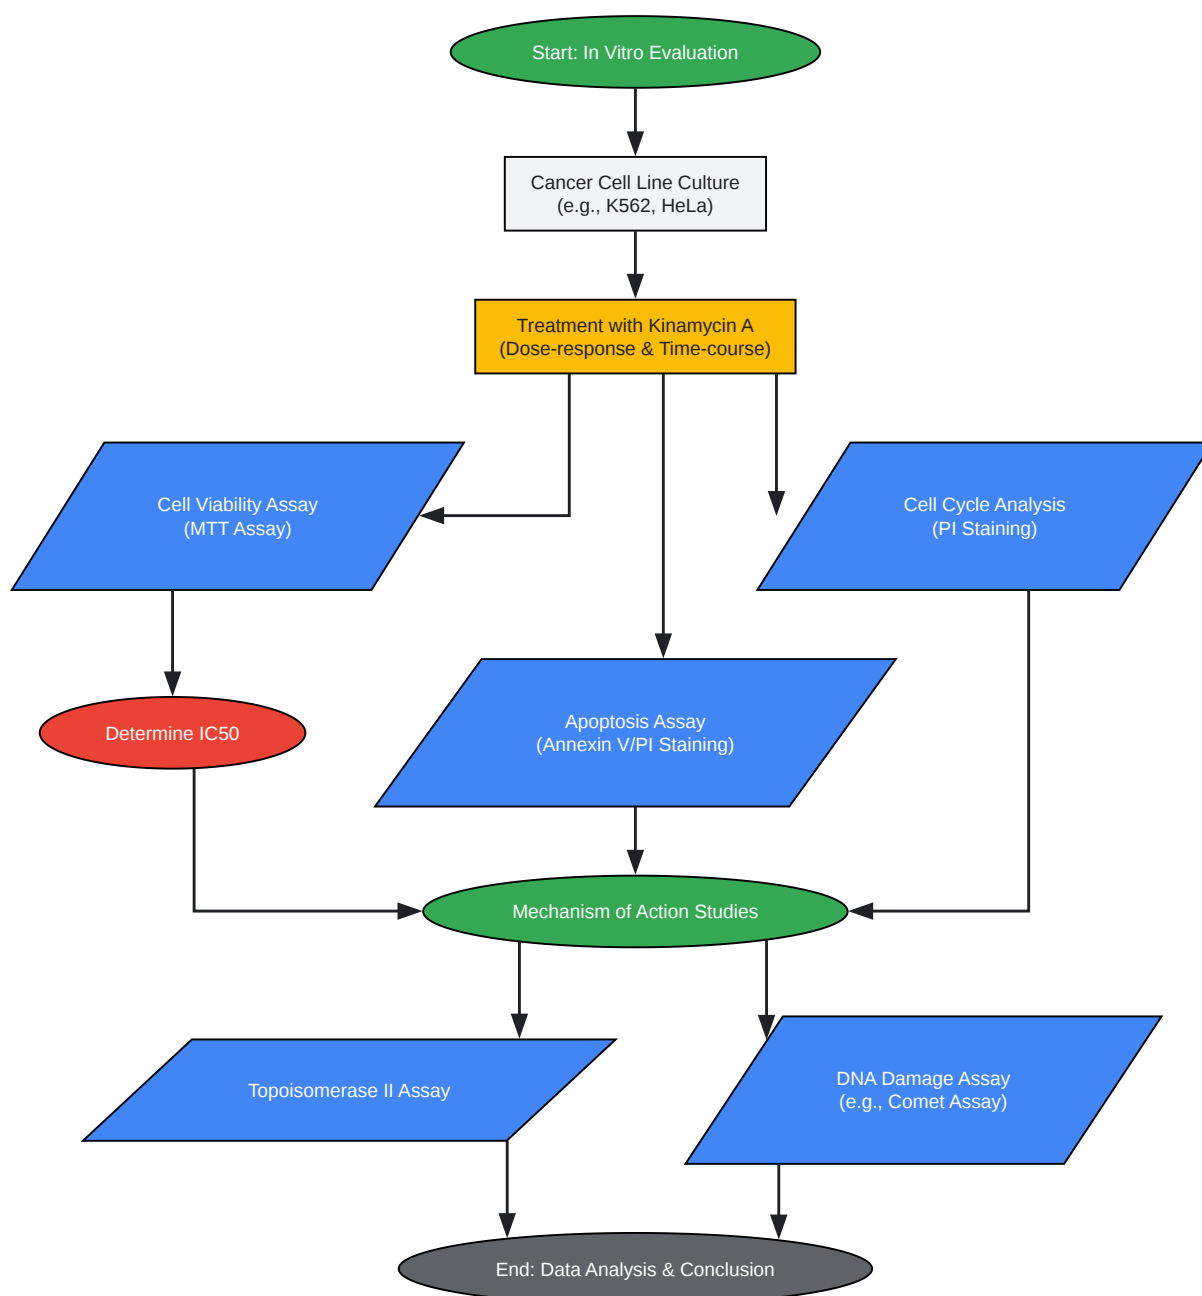 Start: In Vitro Evaluation
Cancer Cell Line Culture
(e.g., K562, HeLa)
Treatment with Kinamycin A
(Dose-response & Time-course)
Cell Viability Assay
(MTT Assay)
Cell Cycle Analysis
(PI Staining)
Determine IC50
Apoptosis Assay
(Annexin V/PI Staining)
Mechanism of Action Studies
Topoisomerase II Assay
DNA Damage Assay
(e.g., Comet Assay)
End: Data Analysis & Conclusion